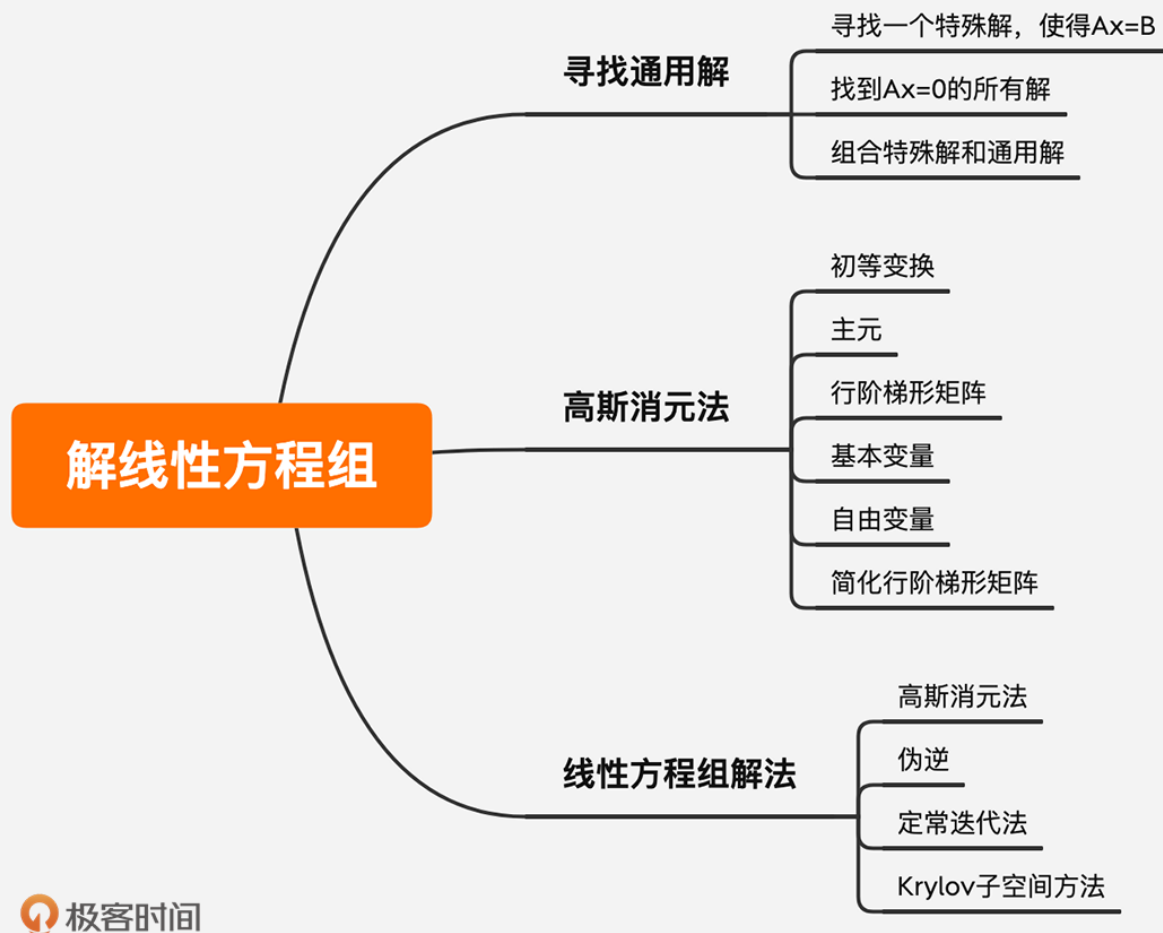 解线性方程组
寻找通用解
寻找一个特殊解，使得Ax=B
找到Ax=0的所有解
组合特殊解和通用解
高斯消元法
初等变换
主元
行阶梯形矩阵
基本变量
自由变量
简化行阶梯形矩阵
线性方程组解法
高斯消元法
伪逆
定常迭代法
Krylov子空间方法
极客时间